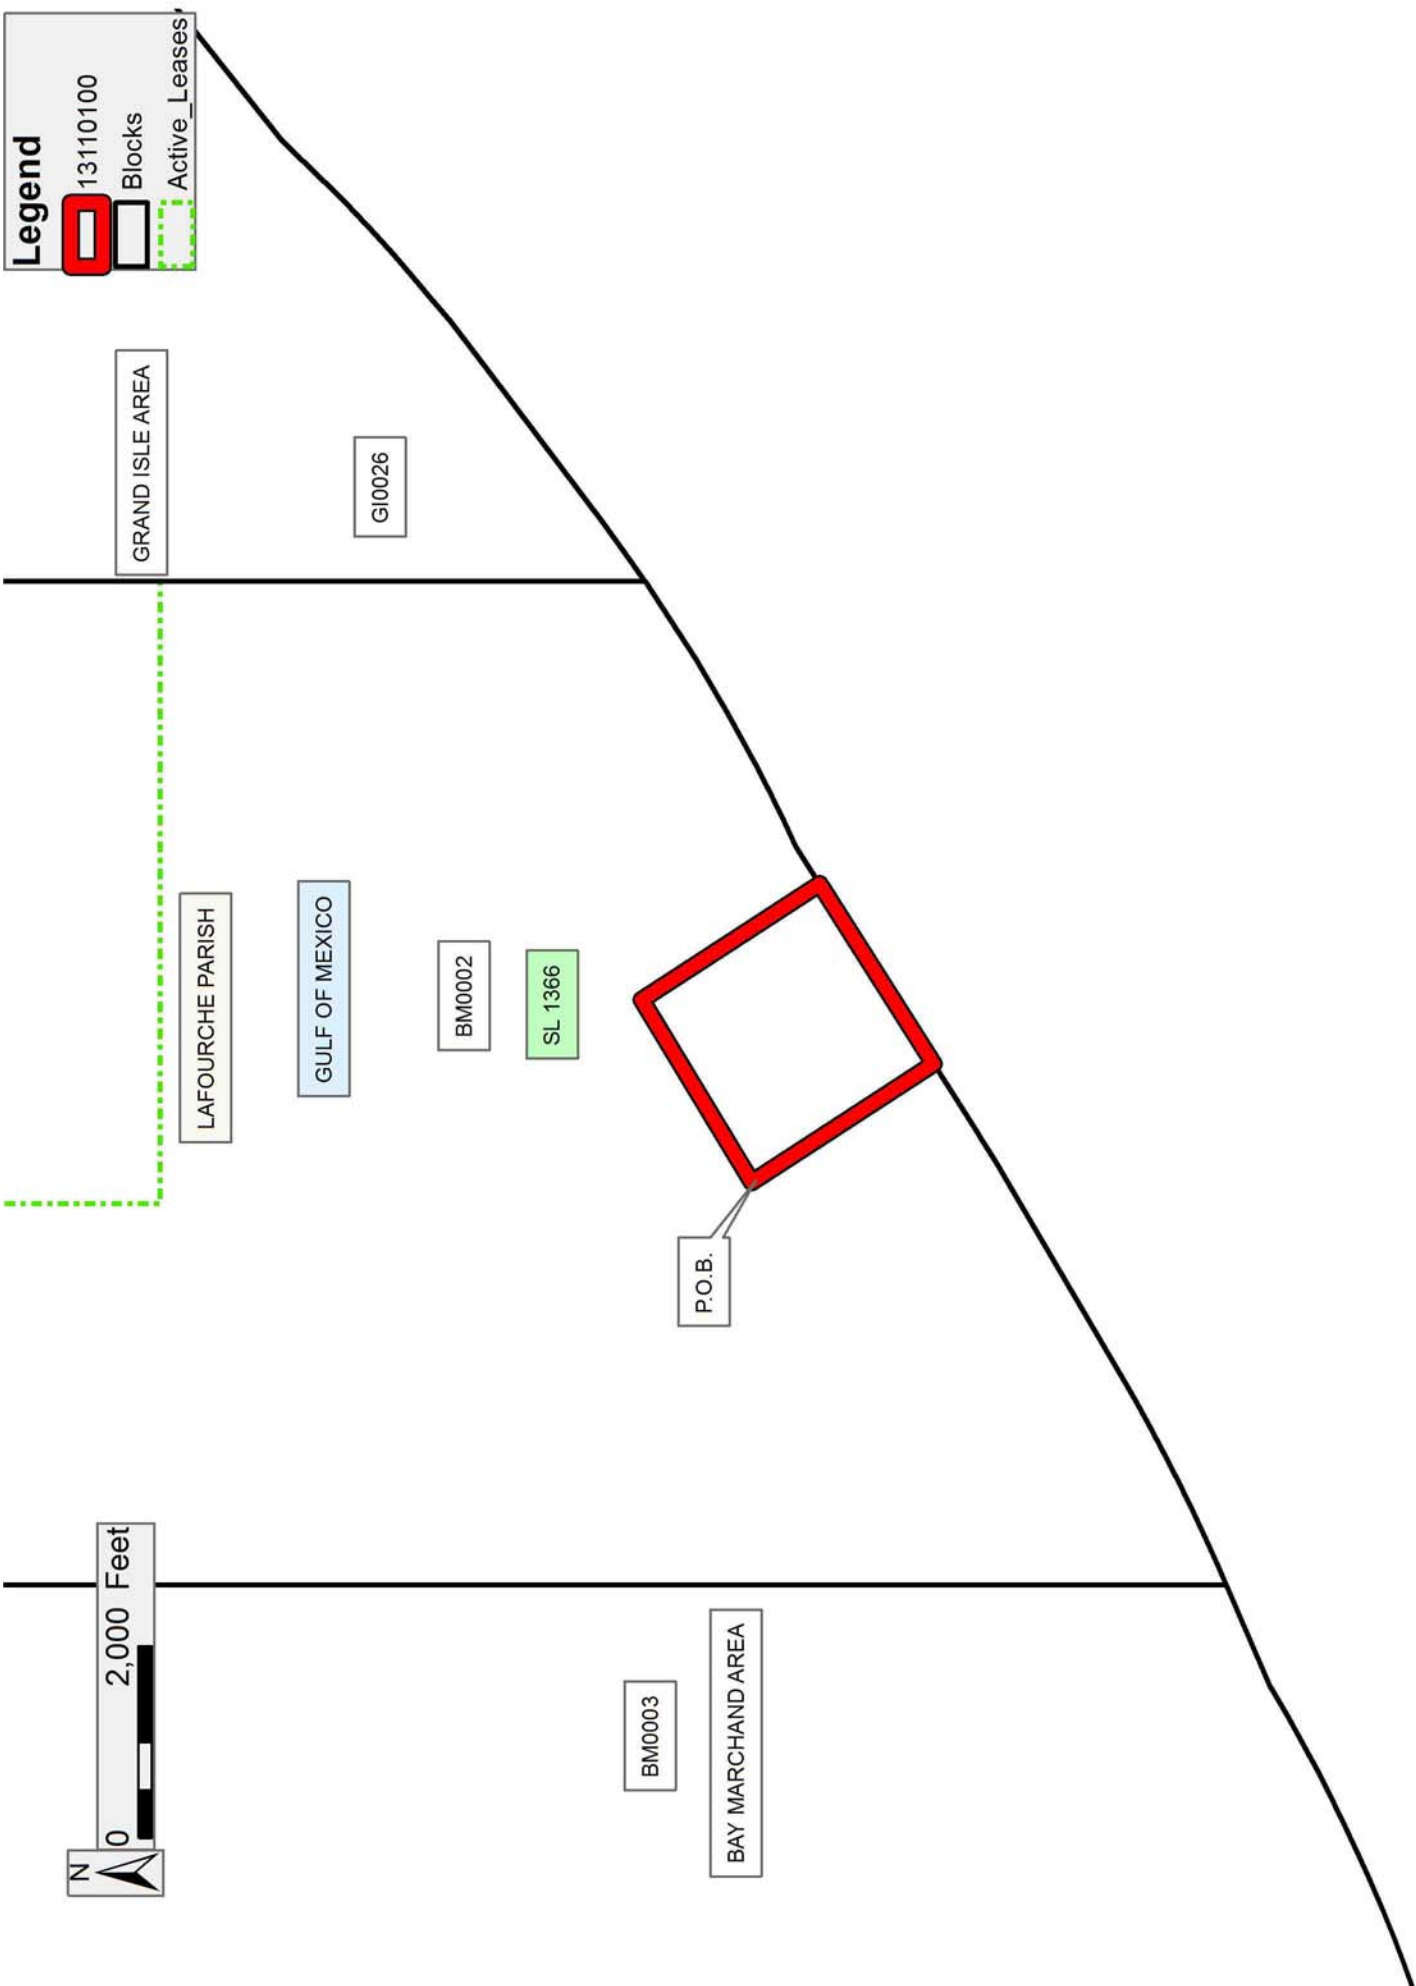 N
0 2,000 Feet
Legend
13110100
Blocks
Active_Leases
GRAND ISLE AREA
LAFOURCHE PARISH
GULF OF MEXICO
GI0026
BM0002
SL 1366
BM0003
P.O.B.
BAY MARCHAND AREA